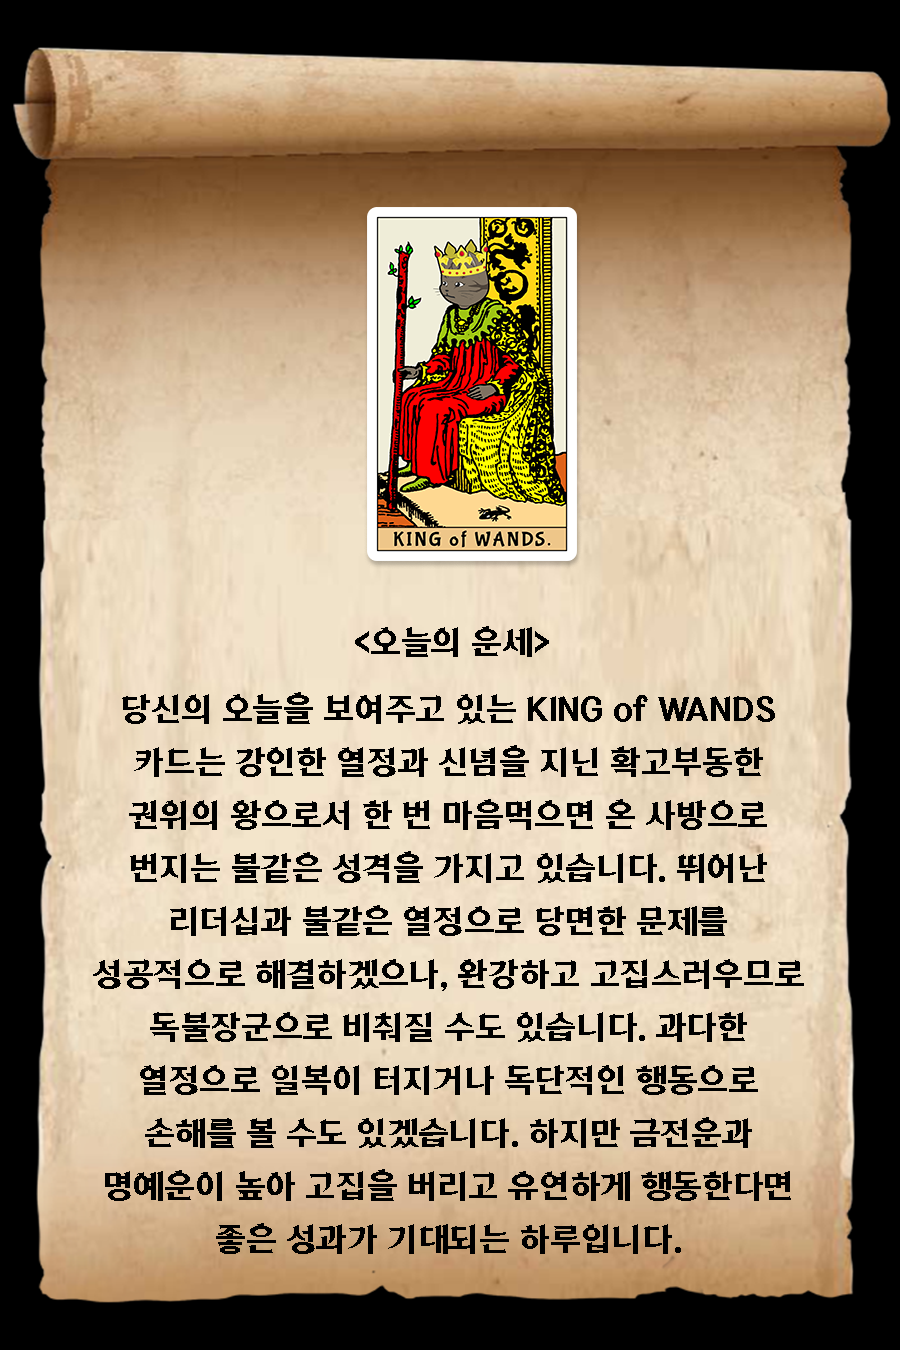 KING of WANDS.
<오늘의 운세>
당신의 오늘을 보여주고 있는 KING of WANDS
카드는 강인한 열정과 신념을 지닌 확고부동한
권위의 왕으로서 한 번 마음먹으면 온 사방으로
번지는 불같은 성격을 가지고 있습니다. 뛰어난
리더십과 불같은 열정으로 당면한 문제를
성공적으로 해결하겠으나, 완강하고 고집스러우므로
독불장군으로 비춰질 수도 있습니다. 과다한
열정으로 일복이 터지거나 독단적인 행동으로
손해를 볼 수도 있겠습니다. 하지만 금전운과
명예운이 높아 고집을 버리고 유연하게 행동한다면
좋은 성과가 기대되는 하루입니다.